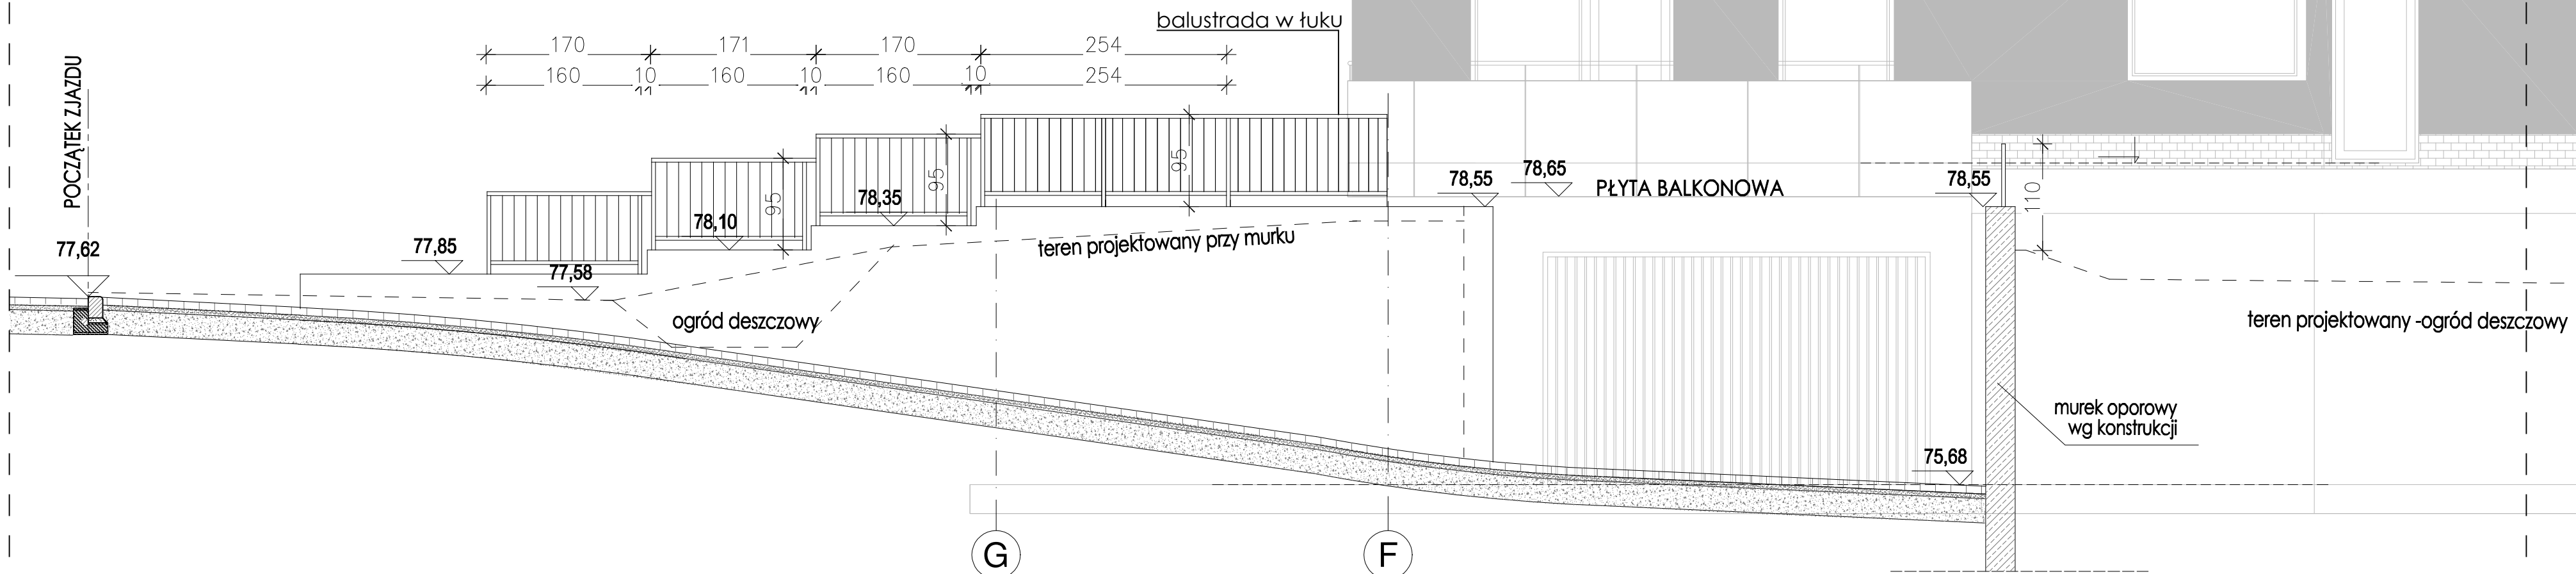 balustrada w łuku
170 171 170 254
160 10 160 10 160 10 254
POCZĄTEK ZJAZDU
95
95
95
110
78,55
78,65
PŁYTA BALKONOWA
78,55
78,35
78,10
77,85
77,62
77,58
teren projektowany przy murku
ogród deszczowy
teren projektowany -ogród deszczowy
murek oporowy
wg konstrukcji
75,68
G
F